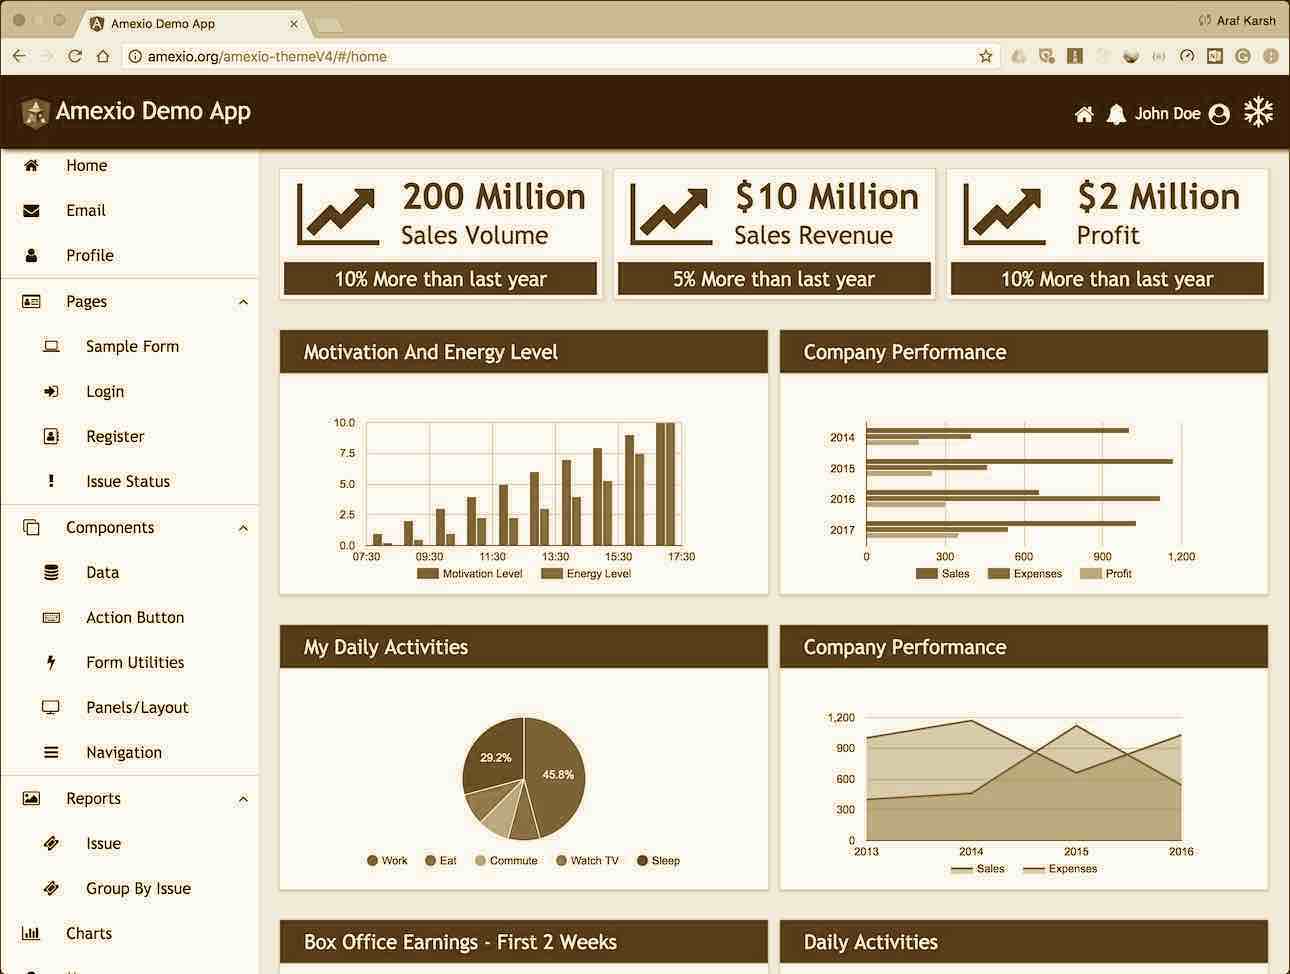 Amexio Demo App
Araf Karsh
amexio.org/amexio-themeV4/#/home
Amexio Demo App
John Doe
Home
Email
Profile
Pages
Sample Form
Login
Register
Issue Status
Components
Data
Action Button
Form Utilities
Panels/Layout
Navigation
Reports
Issue
Group By Issue
Charts
200 Million
Sales Volume
10% More than last year
$10 Million
Sales Revenue
5% More than last year
$2 Million
Profit
10% More than last year
Motivation And Energy Level
10.0
7.5
5.0
2.5
0.0
07:30 09:30 11:30 13:30 15:30 17:30
Motivation Level Energy Level
Company Performance
2014
2015
2016
2017
0 300 600 900 1,200
Sales Expenses Profit
My Daily Activities
29.2%
45.8%
Work Eat Commute Watch TV Sleep
Company Performance
1,200
900
600
300
0
2013 2014 2015 2016
Sales Expenses
Box Office Earnings - First 2 Weeks
Daily Activities